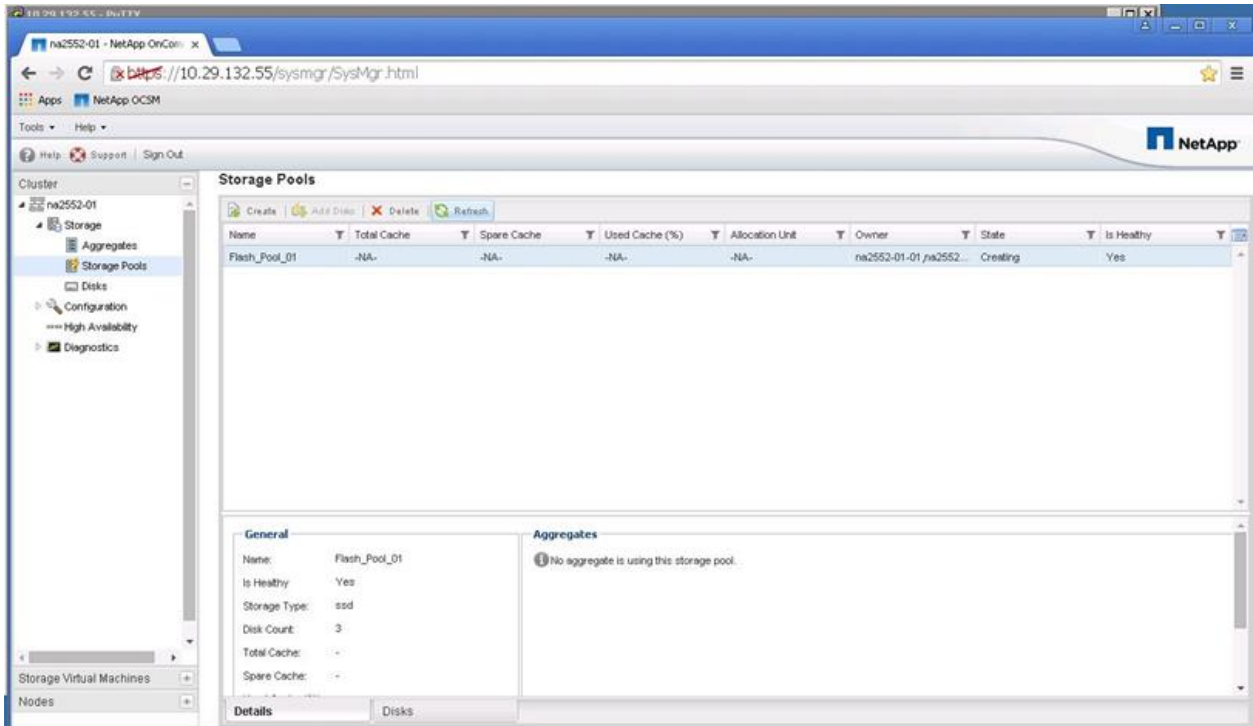 10.29.132.55 - PuTTY
na2552-01 - NetApp OnCom
https://10.29.132.55/sysmgr/SysMgr.html
Apps NetApp OCSM
Tools Help
NetApp
Help Support Sign Out
Cluster
na2552-01
Storage
Aggregates
Storage Pools
Disks
Configuration
High Availability
Diagnostics
Storage Virtual Machines
Nodes
Storage Pools
Create Add Disks Delete Refresh
Name Total Cache Spare Cache Used Cache (%) Allocation Unit Owner State Is Healthy
Flash_Pool_01 -NA- -NA- -NA- -NA- na2552-01-01,na2552... Creating Yes
General
Name: Flash_Pool_01
Is Healthy Yes
Storage Type: ssd
Disk Count: 3
Total Cache: -
Spare Cache: -
Aggregates
No aggregate is using this storage pool.
Details Disks